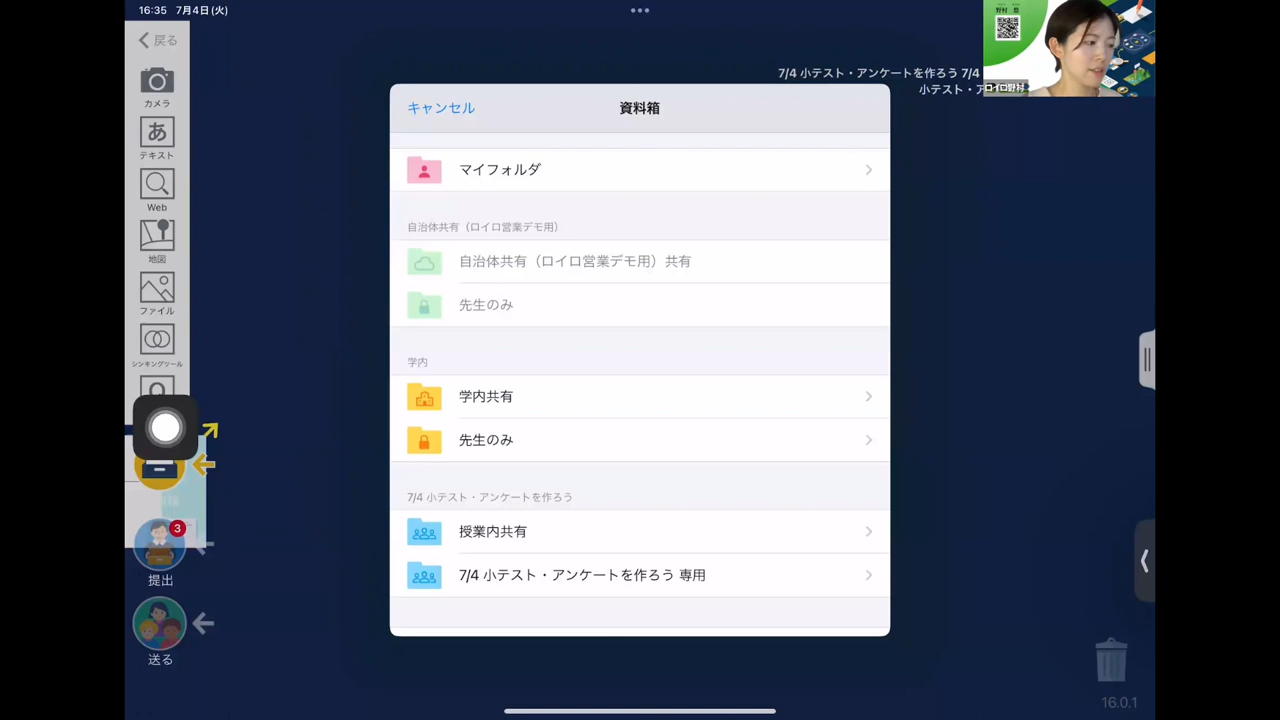 16:35 7月4日(火)
戻る
カメラ
あ
テキスト
Web
地図
ファイル
シンキングツール
3
提出
送る
7/4 小テスト・アンケートを作ろう 7/4
小テスト・ア
ロイロ野村
キャンセル
資料箱
マイフォルダ
自治体共有（ロイロ営業デモ用）
自治体共有（ロイロ営業デモ用）共有
先生のみ
学内
学内共有
先生のみ
7/4 小テスト・アンケートを作ろう
授業内共有
7/4 小テスト・アンケートを作ろう 専用
16.0.1